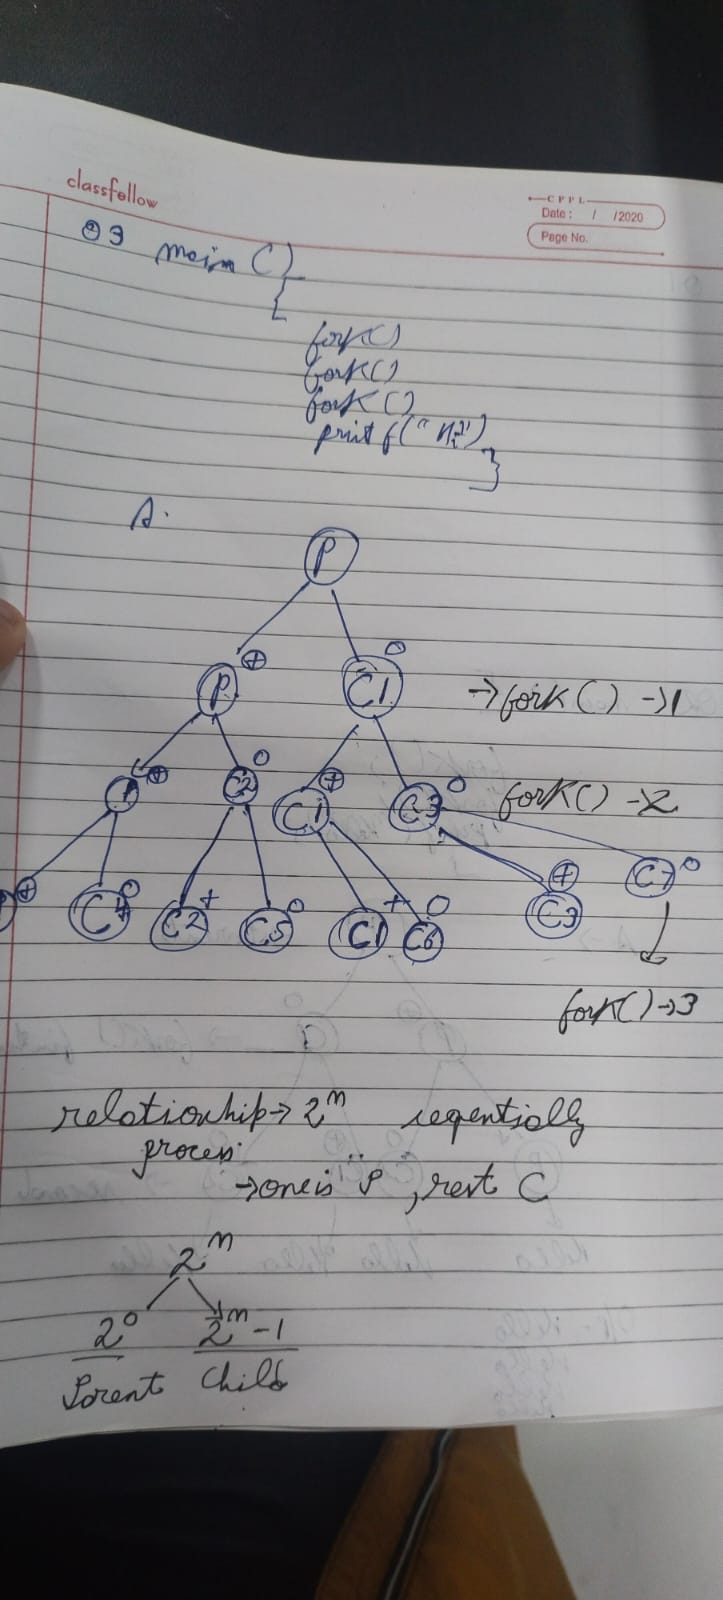 classfellow
CPPL
Date : / /2020
Page No.
Q3 main ()
{
fork()
fork()
fork()
printf("Hi")
}
A.
P
P + C1 0 → fork() → 1
P + C2 0 C1 + C3 0 fork() → 2
+ C4 0 C2 + C5 0 C1 + C6 0 C3 + C7 0
fork() → 3
relationship → 2^n seqentially
process
→ one is "P", rest C
2^n
2^0 2^n - 1
Parent Child